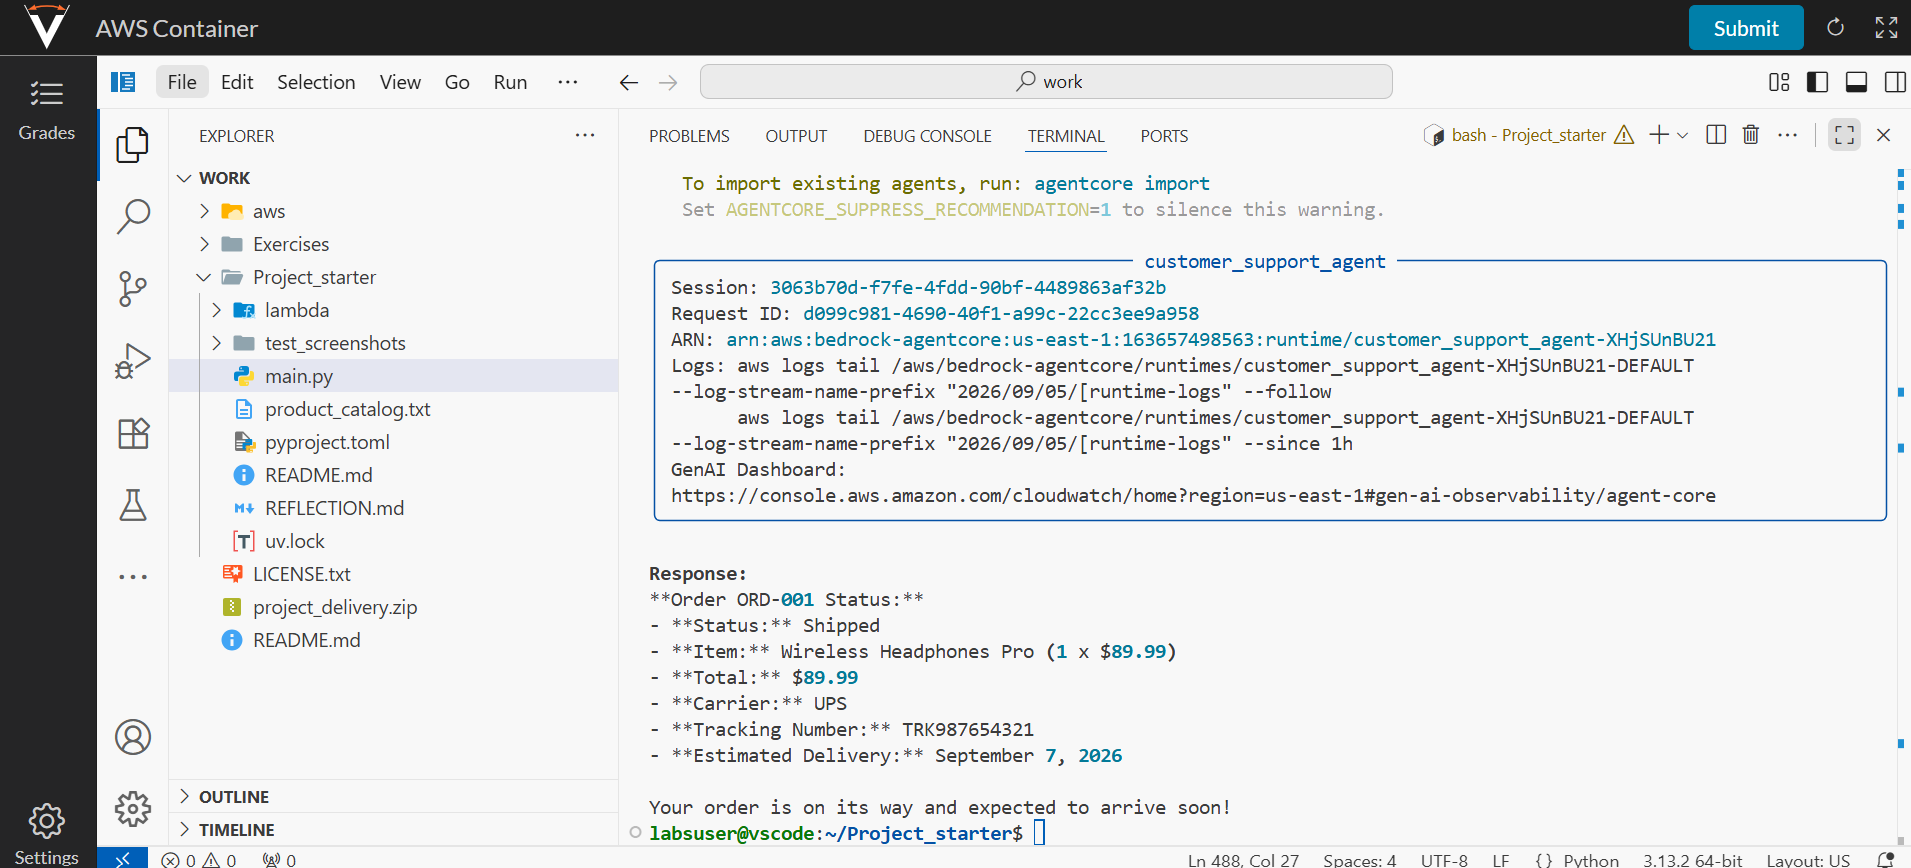 AWS Container
Submit
Grades
Settings
File Edit Selection View Go Run ···
work
EXPLORER
WORK
aws
Exercises
Project_starter
lambda
test_screenshots
main.py
product_catalog.txt
pyproject.toml
README.md
REFLECTION.md
uv.lock
LICENSE.txt
project_delivery.zip
README.md
OUTLINE
TIMELINE
PROBLEMS OUTPUT DEBUG CONSOLE TERMINAL PORTS
bash - Project_starter
To import existing agents, run: agentcore import
Set AGENTCORE_SUPPRESS_RECOMMENDATION=1 to silence this warning.
customer_support_agent
Session: 3063b70d-f7fe-4fdd-90bf-4489863af32b
Request ID: d099c981-4690-40f1-a99c-22cc3ee9a958
ARN: arn:aws:bedrock-agentcore:us-east-1:163657498563:runtime/customer_support_agent-XHjSUnBU21
Logs: aws logs tail /aws/bedrock-agentcore/runtimes/customer_support_agent-XHjSUnBU21-DEFAULT
--log-stream-name-prefix "2026/09/05/[runtime-logs" --follow
aws logs tail /aws/bedrock-agentcore/runtimes/customer_support_agent-XHjSUnBU21-DEFAULT
--log-stream-name-prefix "2026/09/05/[runtime-logs" --since 1h
GenAI Dashboard:
https://console.aws.amazon.com/cloudwatch/home?region=us-east-1#gen-ai-observability/agent-core
Response:
**Order ORD-001 Status:**
- **Status:** Shipped
- **Item:** Wireless Headphones Pro (1 x $89.99)
- **Total:** $89.99
- **Carrier:** UPS
- **Tracking Number:** TRK987654321
- **Estimated Delivery:** September 7, 2026
Your order is on its way and expected to arrive soon!
labsuser@vscode:~/Project_starter$
0 0 0
Ln 488, Col 27 Spaces: 4 UTF-8 LF {} Python 3.13.2 64-bit Layout: US